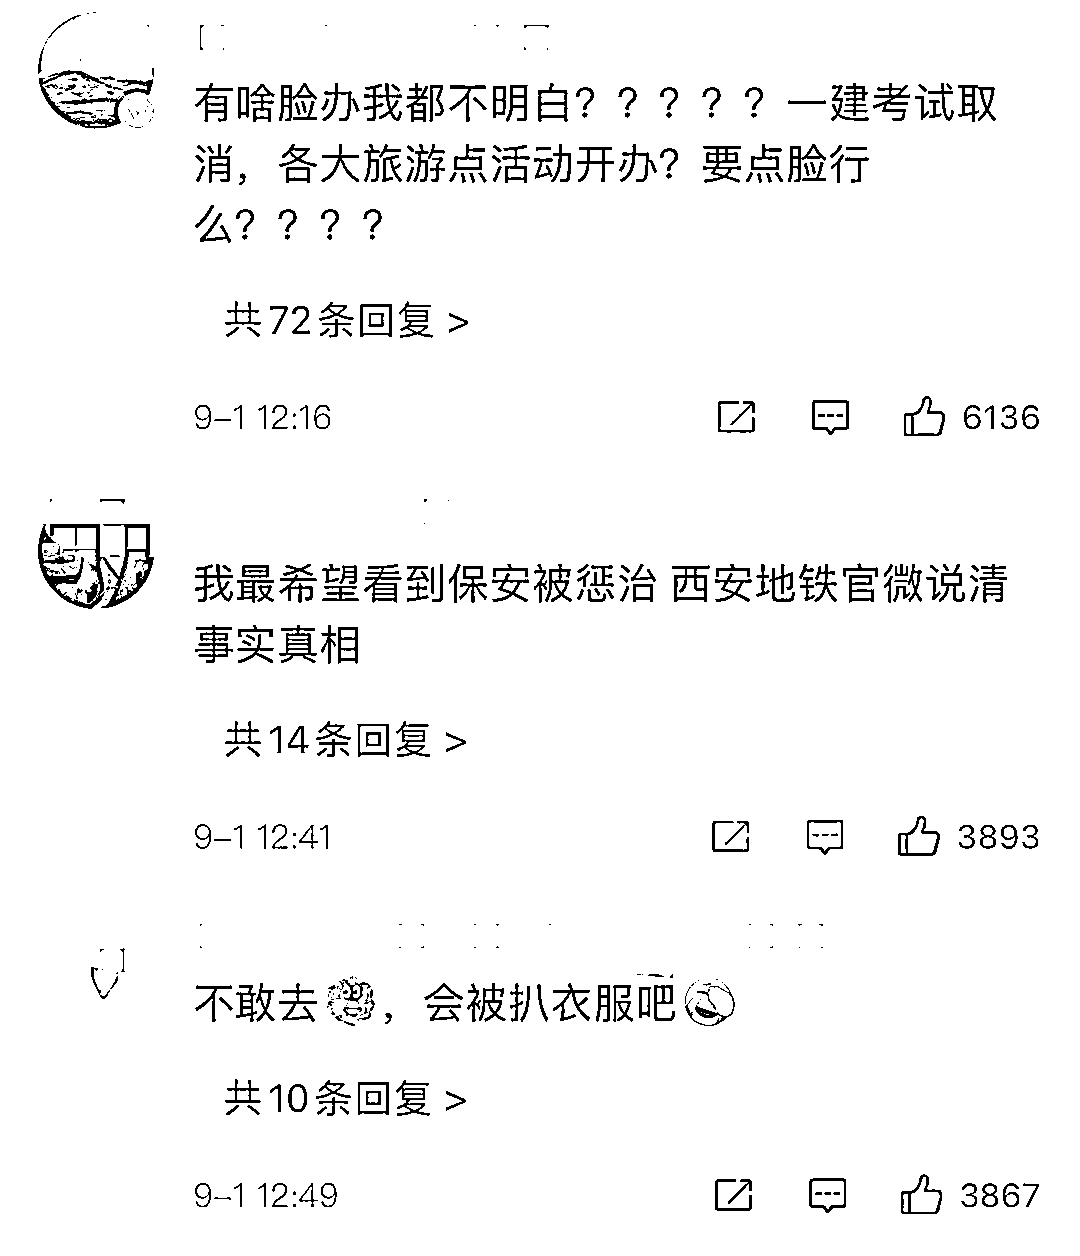 有啥脸办我都不明白？？？？？一建考试取
消，各大旅游点活动开办？要点脸行
么？？？？
共72条回复 >
9-1 12:16
6136
我最希望看到保安被惩治 西安地铁官微说清
事实真相
共14条回复 >
9-1 12:41
3893
不敢去，会被扒衣服吧
共10条回复 >
9-1 12:49
3867